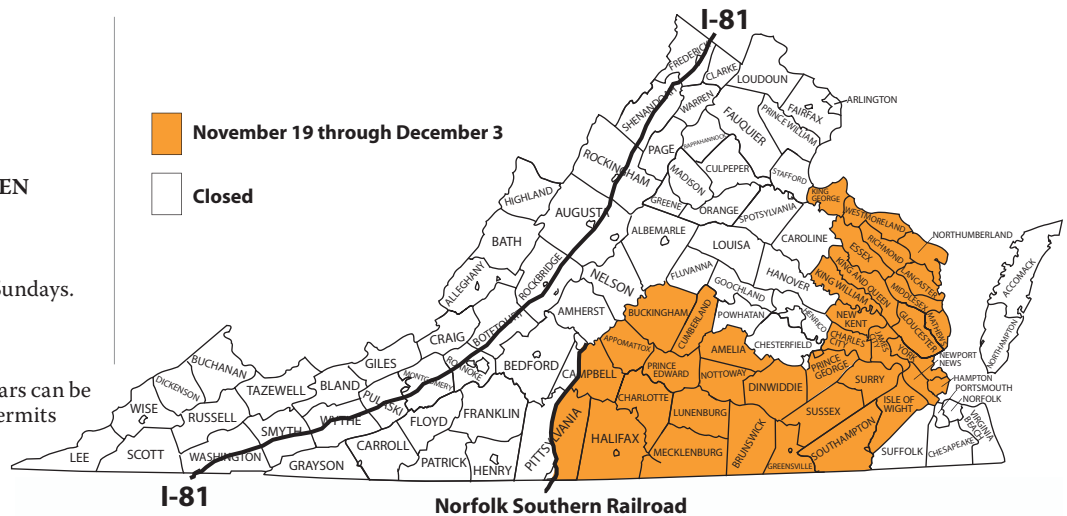 EN
Sundays.
ars can be
ermits
November 19 through December 3
Closed
I-81
FREDERICK
CLARKE
LOUDOUN
SHENANDOAH
WARREN
FAIRFAX
ARLINGTON
FAUQUIER
PRINCE WILLIAM
PAGE
RAPPAHANNOCK
ROCKINGHAM
MADISON
CULPEPER
STAFFORD
HIGHLAND
GREENE
ORANGE
KING
GEORGE
AUGUSTA
SPOTSYLVANIA
WESTMORELAND
ALBEMARLE
CAROLINE
NORTHUMBERLAND
BATH
LOUISA
ESSEX
RICHMOND
ACCOMACK
ROCKBRIDGE
FLUVANNA
HANOVER
KING AND QUEEN
LANCASTER
ALLEGHANY
NELSON
GOOCHLAND
KING WILLIAM
MIDDLESEX
AMHERST
BUCKINGHAM
CUMBERLAND
POWHATAN
HENRICO
NEW
KENT
GLOUCESTER
MATHEWS
NORTHAMPTON
BOTETOURT
CRAIG
APPOMATTOX
AMELIA
CHESTERFIELD
CHARLES
CITY
JAMES
CITY
YORK
BUCHANAN
GILES
ROANOKE
BEDFORD
CAMPBELL
PRINCE
EDWARD
NOTTOWAY
PRINCE
GEORGE
NEWPORT
NEWS
DICKENSON
TAZEWELL
BLAND
MONTGOMERY
DINWIDDIE
SURRY
HAMPTON
PORTSMOUTH
NORFOLK
WISE
RUSSELL
PULASKI
FLOYD
FRANKLIN
CHARLOTTE
LUNENBURG
SUSSEX
ISLE OF
WIGHT
VIRGINIA
BEACH
SMYTH
WYTHE
CARROLL
PITTSYLVANIA
HALIFAX
MECKLENBURG
BRUNSWICK
SOUTHAMPTON
SUFFOLK
CHESAPEAKE
LEE
SCOTT
WASHINGTON
GRAYSON
PATRICK
HENRY
GREENSVILLE
I-81
Norfolk Southern Railroad